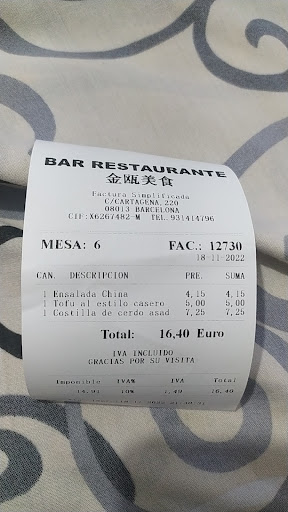 BAR RESTAURANTE
金瓯美食
Factura Simplificada
C/CARTAGENA,220
08013 BARCELONA
CIF:X6267482-M TEL.931414796
MESA: 6 FAC.: 12730
18-11-2022
CAN. DESCRIPCION PRE. SUMA
1 Ensalada China 4,15 4,15
1 Tofu al estilo casero 5,00 5,00
1 Costilla de cerdo asad 7,25 7,25
Total: 16,40 Euro
IVA INCLUIDO
GRACIAS POR SU VISITA
Imponible IVA% IVA Total
14,91 10% 1,49 16,40